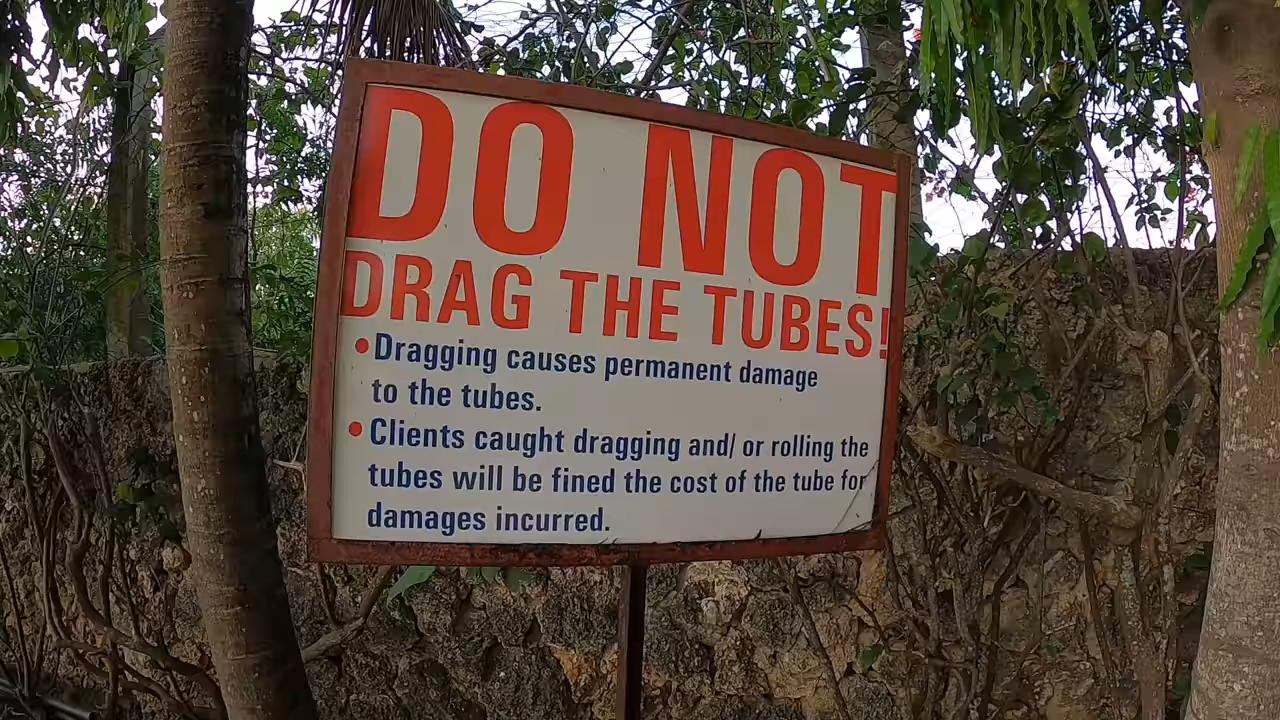 DO NOT
DRAG THE TUBES!
•Dragging causes permanent damage
to the tubes.
•Clients caught dragging and/ or rolling the
tubes will be fined the cost of the tube for
damages incurred.